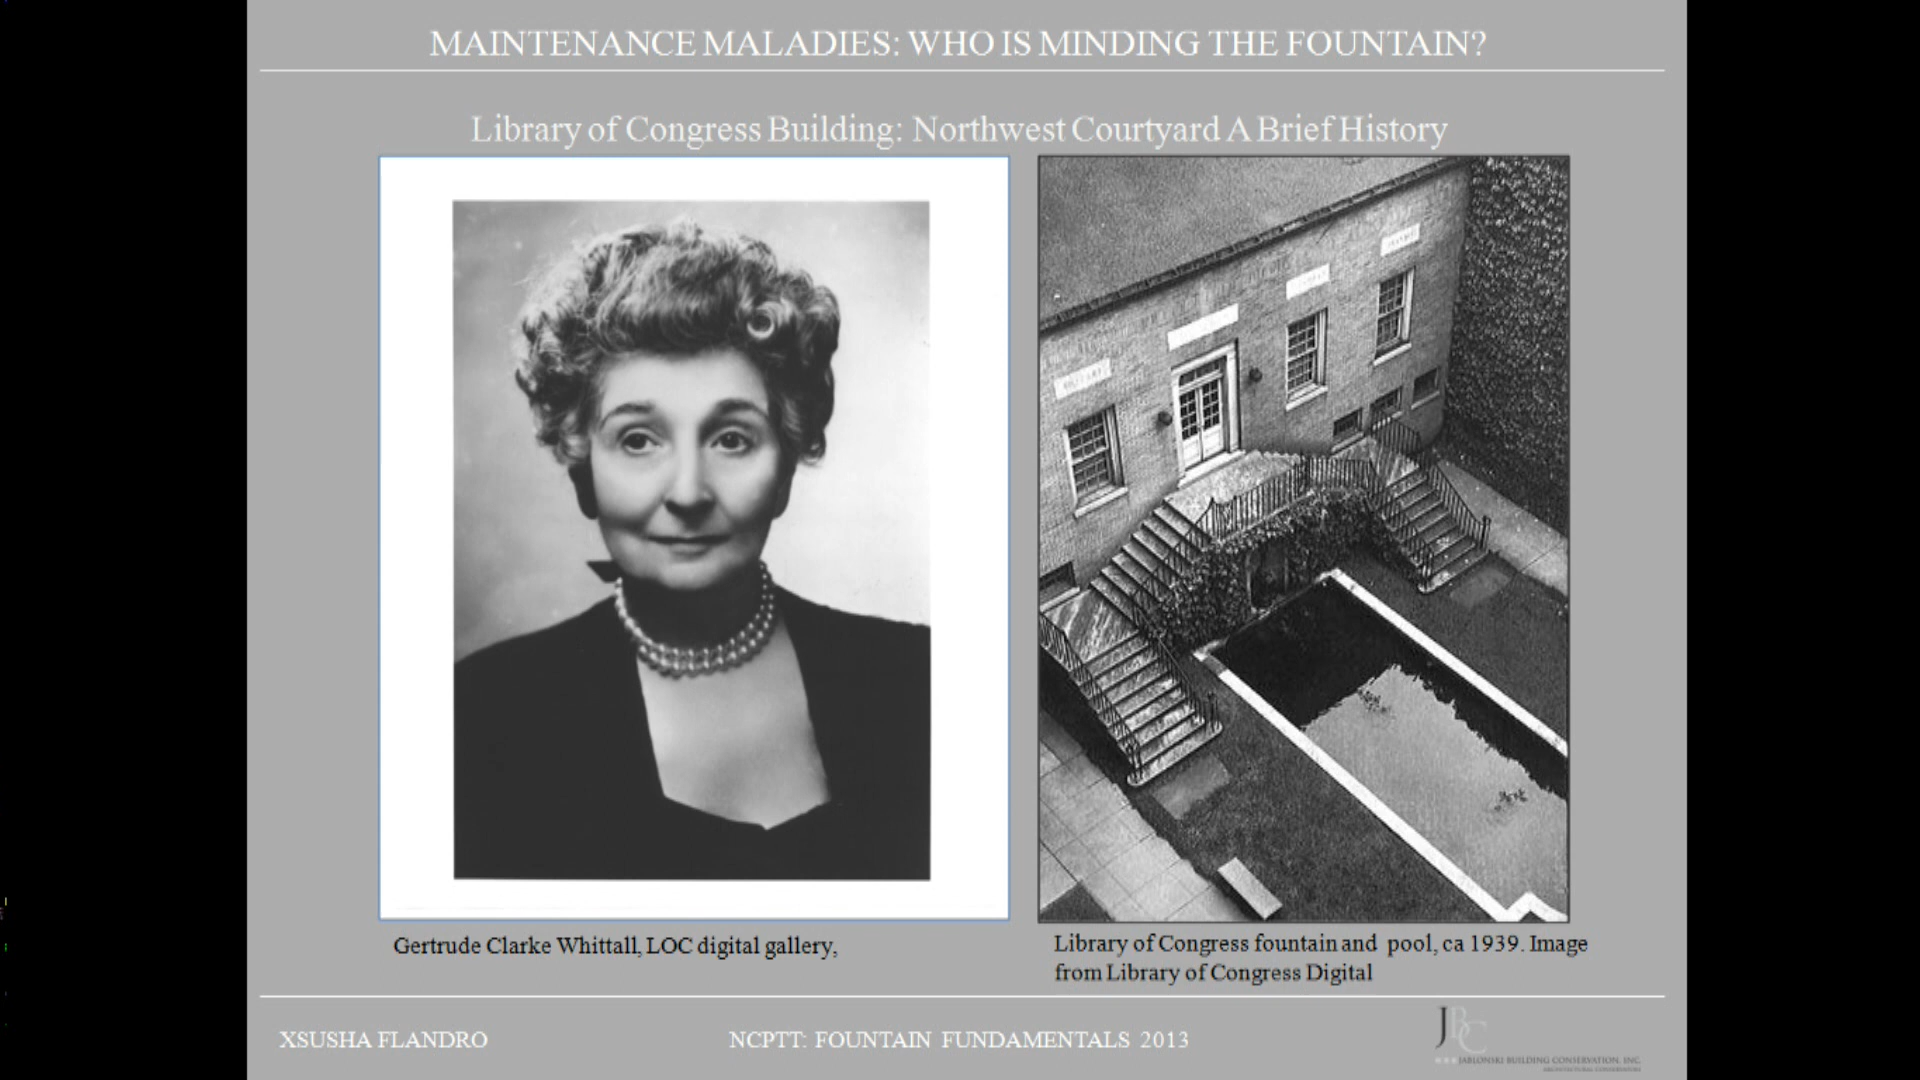 MAINTENANCE MALADIES: WHO IS MINDING THE FOUNTAIN?
Library of Congress Building: Northwest Courtyard A Brief History
Gertrude Clarke Whittall, LOC digital gallery,
Library of Congress fountain and pool, ca 1939. Image
from Library of Congress Digital
XSUSHA FLANDRO
NCPTT: FOUNTAIN FUNDAMENTALS 2013
JBC
JABLONSKI BUILDING CONSERVATION, INC.